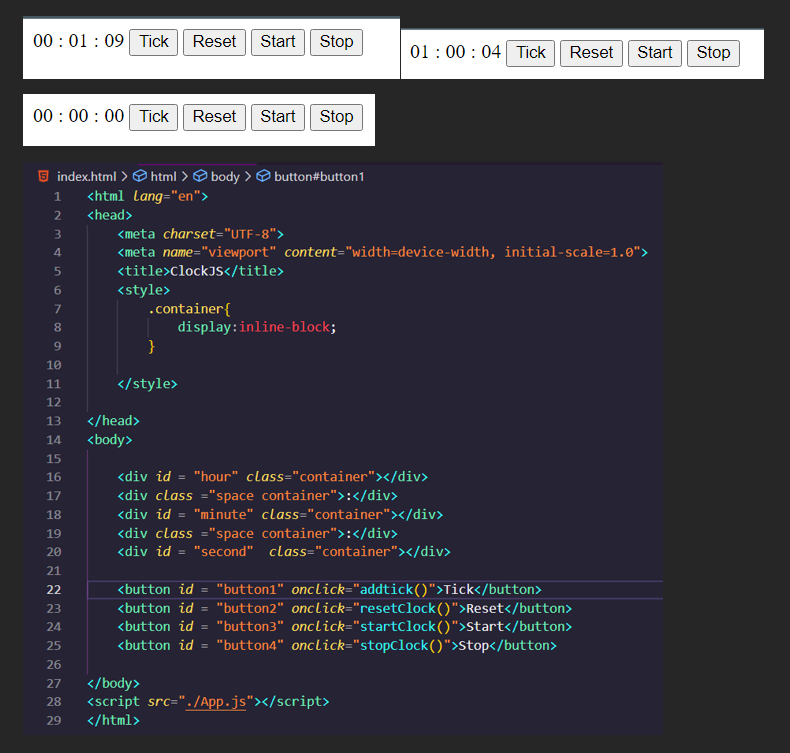 00 : 01 : 09 Tick Reset Start Stop
01 : 00 : 04 Tick Reset Start Stop
00 : 00 : 00 Tick Reset Start Stop
index.html > html > body > button#button1
1 <html lang="en">
2 <head>
3 <meta charset="UTF-8">
4 <meta name="viewport" content="width=device-width, initial-scale=1.0">
5 <title>ClockJS</title>
6 <style>
7 .container{
8 display:inline-block;
9 }
10
11 </style>
12
13 </head>
14 <body>
15
16 <div id = "hour" class="container"></div>
17 <div class ="space container">:</div>
18 <div id = "minute" class="container"></div>
19 <div class ="space container">:</div>
20 <div id = "second"  class="container"></div>
21
22 <button id = "button1" onclick="addtick()">Tick</button>
23 <button id = "button2" onclick="resetClock()">Reset</button>
24 <button id = "button3" onclick="startClock()">Start</button>
25 <button id = "button4" onclick="stopClock()">Stop</button>
26
27 </body>
28 <script src="./App.js"></script>
29 </html>